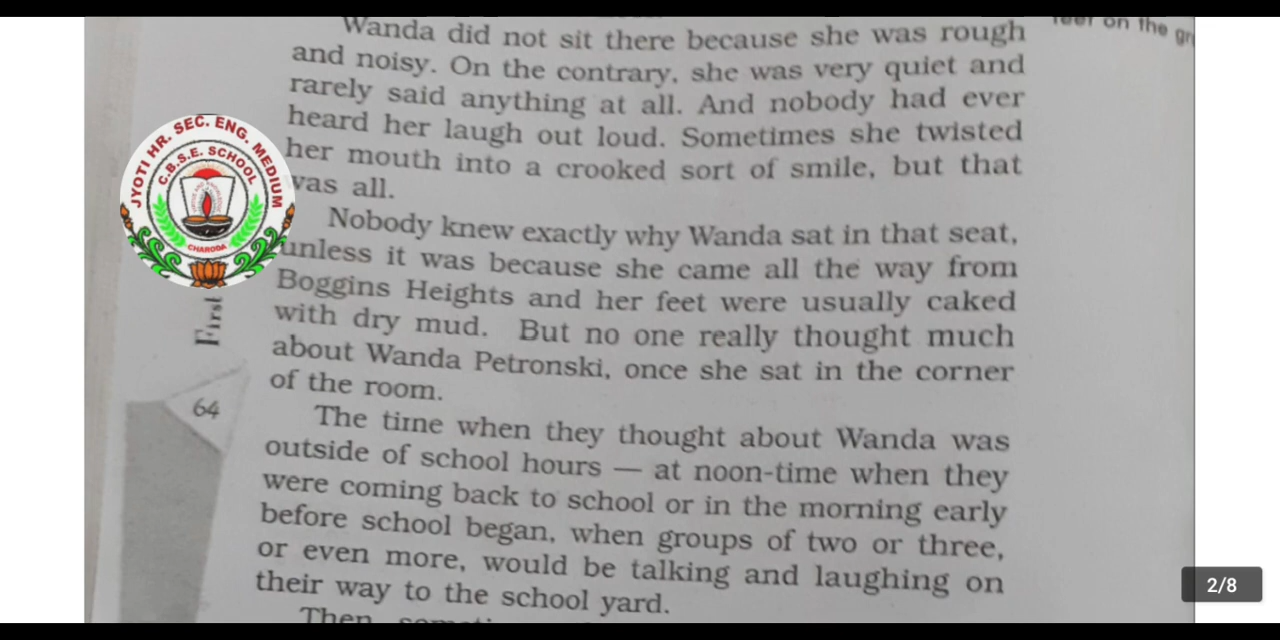 feet on the
Wanda did not sit there because she was rough
and noisy. On the contrary, she was very quiet and
rarely said anything at all. And nobody had ever
heard her laugh out loud. Sometimes she twisted
her mouth into a crooked sort of smile, but that
was all.
Nobody knew exactly why Wanda sat in that seat,
unless it was because she came all the way from
Boggins Heights and her feet were usually caked
with dry mud. But no one really thought much
about Wanda Petronski, once she sat in the corner
of the room.
The time when they thought about Wanda was
outside of school hours — at noon-time when they
were coming back to school or in the morning early
before school began, when groups of two or three,
or even more, would be talking and laughing on
their way to the school yard.
Then
JYOTI HR. SEC. ENG. MEDIUM
C.B.S.E. SCHOOL
CHARODA
First
64
2/8